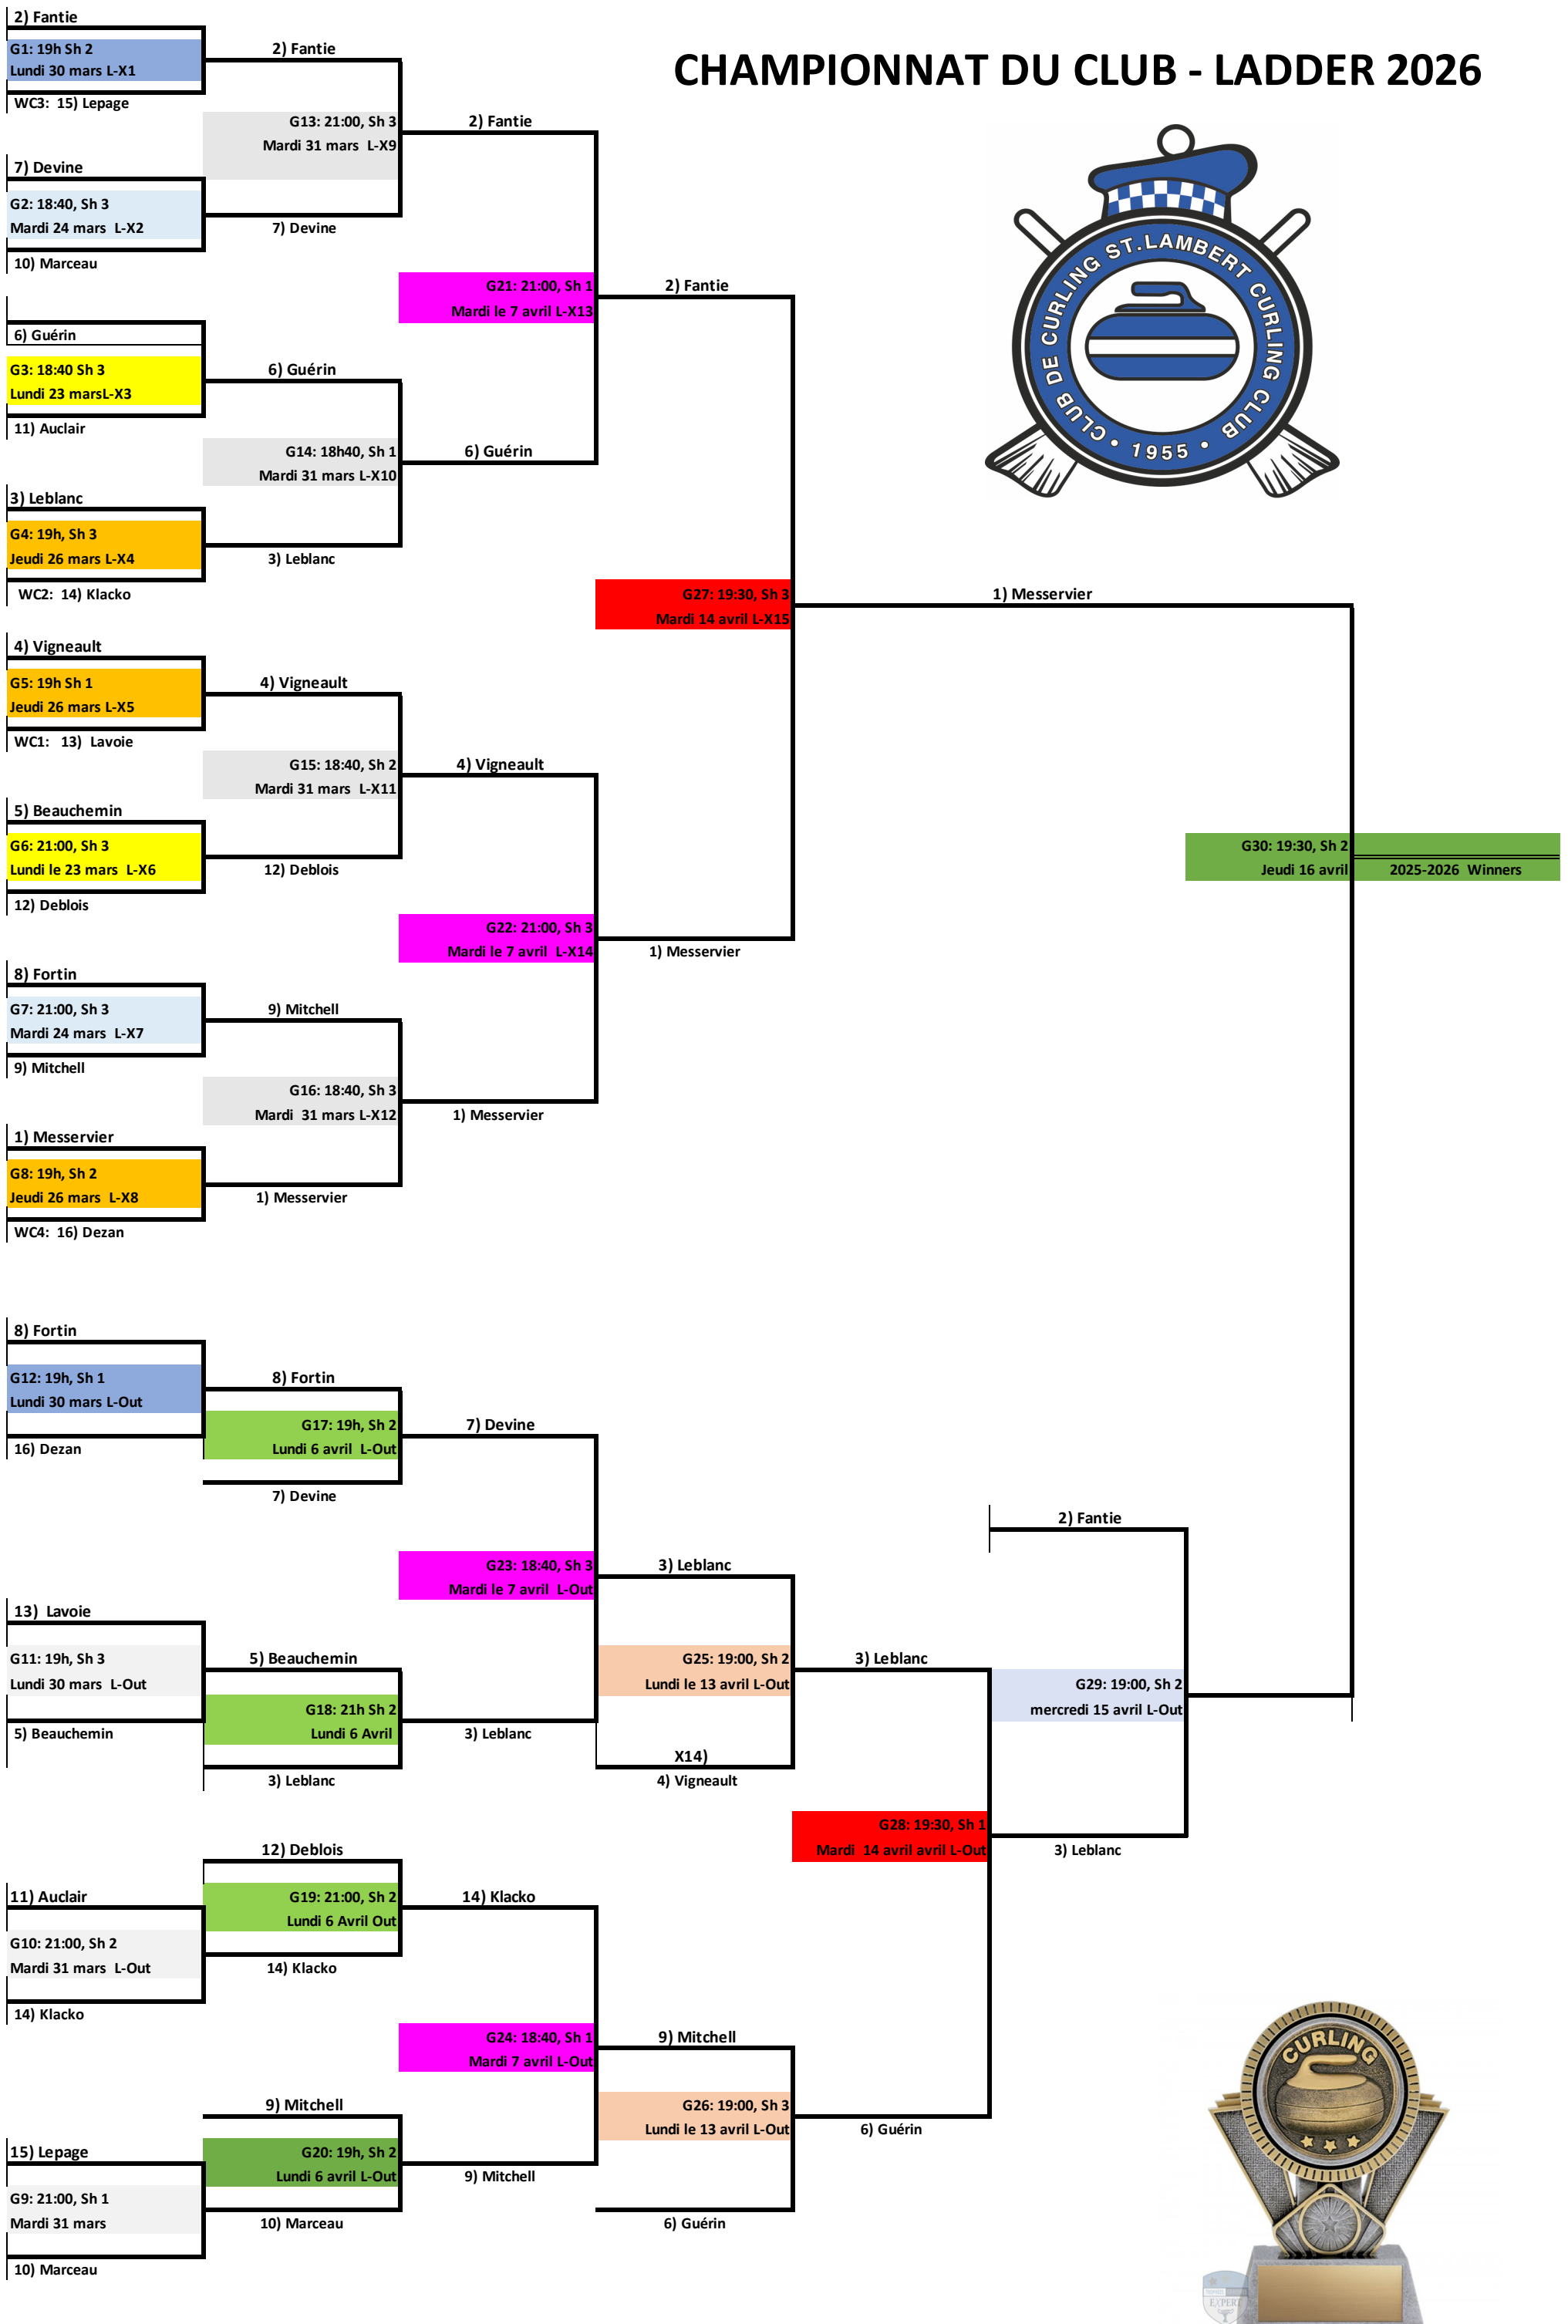 CHAMPIONNAT DU CLUB - LADDER 2026
2) Fantie
G1: 19h Sh 2
Lundi 30 mars L-X1
WC3: 15) Lepage
2) Fantie
G13: 21:00, Sh 3
Mardi 31 mars L-X9
7) Devine
G2: 18:40, Sh 3
Mardi 24 mars L-X2
10) Marceau
7) Devine
2) Fantie
G21: 21:00, Sh 1
Mardi le 7 avril L-X13
6) Guérin
G3: 18:40 Sh 3
Lundi 23 marsL-X3
11) Auclair
6) Guérin
G14: 18h40, Sh 1
Mardi 31 mars L-X10
3) Leblanc
G4: 19h, Sh 3
Jeudi 26 mars L-X4
WC2: 14) Klacko
3) Leblanc
6) Guérin
2) Fantie
G27: 19:30, Sh 3
Mardi 14 avril L-X15
4) Vigneault
G5: 19h Sh 1
Jeudi 26 mars L-X5
WC1: 13) Lavoie
4) Vigneault
G15: 18:40, Sh 2
Mardi 31 mars L-X11
5) Beauchemin
G6: 21:00, Sh 3
Lundi le 23 mars L-X6
12) Deblois
12) Deblois
4) Vigneault
G22: 21:00, Sh 3
Mardi le 7 avril L-X14
1) Messervier
8) Fortin
G7: 21:00, Sh 3
Mardi 24 mars L-X7
9) Mitchell
9) Mitchell
G16: 18:40, Sh 3
Mardi 31 mars L-X12
1) Messervier
1) Messervier
G8: 19h, Sh 2
Jeudi 26 mars L-X8
WC4: 16) Dezan
1) Messervier
1) Messervier
G30: 19:30, Sh 2
Jeudi 16 avril
2025-2026 Winners
CLUB DE CURLING ST.LAMBERT CURLING CLUB
• 1955 •
8) Fortin
G12: 19h, Sh 1
Lundi 30 mars L-Out
16) Dezan
8) Fortin
G17: 19h, Sh 2
Lundi 6 avril L-Out
7) Devine
7) Devine
G23: 18:40, Sh 3
Mardi le 7 avril L-Out
13) Lavoie
G11: 19h, Sh 3
Lundi 30 mars L-Out
5) Beauchemin
5) Beauchemin
G18: 21h Sh 2
Lundi 6 Avril
3) Leblanc
3) Leblanc
3) Leblanc
G25: 19:00, Sh 2
Lundi le 13 avril L-Out
X14)
4) Vigneault
3) Leblanc
2) Fantie
G29: 19:00, Sh 2
mercredi 15 avril L-Out
G28: 19:30, Sh 1
Mardi 14 avril avril L-Out
3) Leblanc
12) Deblois
G19: 21:00, Sh 2
Lundi 6 Avril Out
11) Auclair
G10: 21:00, Sh 2
Mardi 31 mars L-Out
14) Klacko
14) Klacko
14) Klacko
G24: 18:40, Sh 1
Mardi 7 avril L-Out
9) Mitchell
G20: 19h, Sh 2
Lundi 6 avril L-Out
15) Lepage
G9: 21:00, Sh 1
Mardi 31 mars
10) Marceau
10) Marceau
9) Mitchell
9) Mitchell
G26: 19:00, Sh 3
Lundi le 13 avril L-Out
6) Guérin
6) Guérin
CURLING
EXPERT